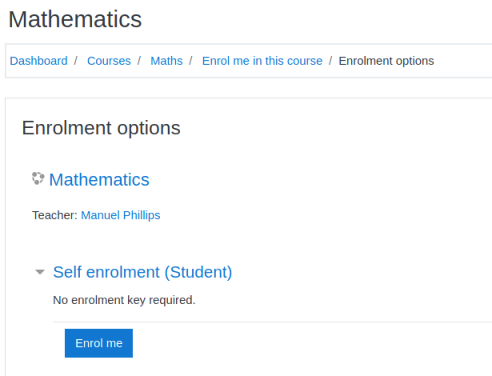 Mathematics
Dashboard / Courses / Maths / Enrol me in this course / Enrolment options
Enrolment options
Mathematics
Teacher: Manuel Phillips
Self enrolment (Student)
No enrolment key required.
Enrol me